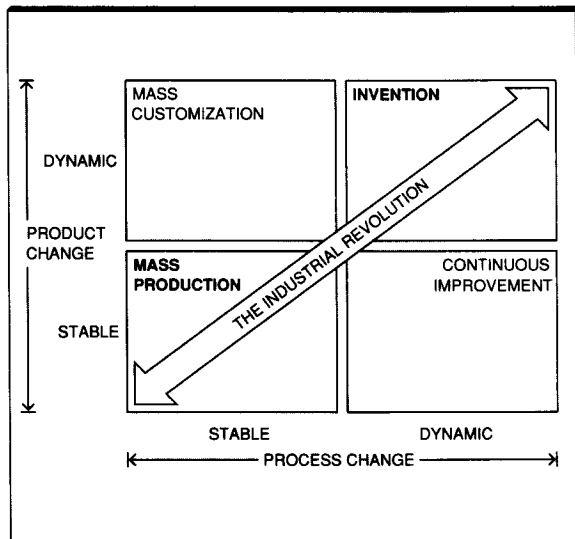 MASS
CUSTOMIZATION
INVENTION
DYNAMIC
PRODUCT
CHANGE
THE INDUSTRIAL REVOLUTION
MASS
PRODUCTION
CONTINUOUS
IMPROVEMENT
STABLE
STABLE
DYNAMIC
PROCESS CHANGE